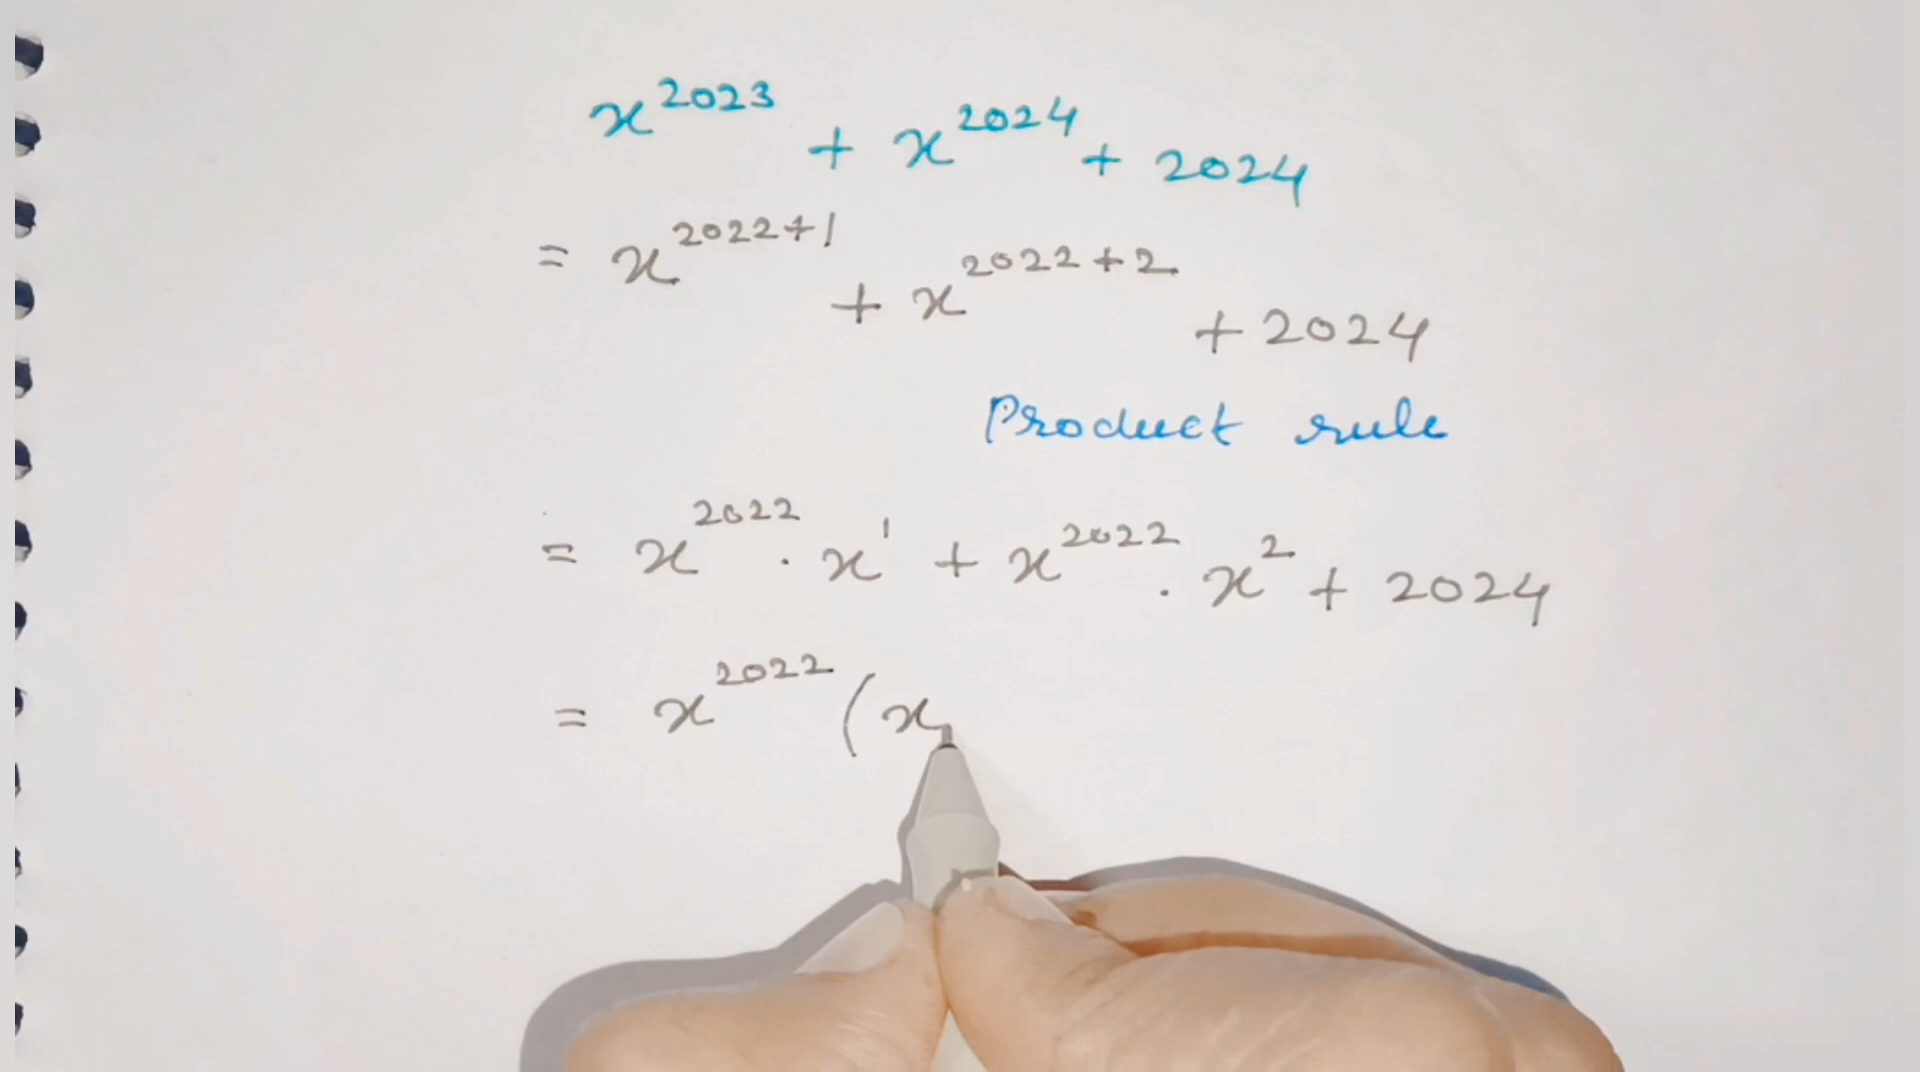 x^2023 + x^2024 + 2024
= x^2022+1 + x^2022+2 + 2024
Product rule
= x^2022 . x^1 + x^2022 . x^2 + 2024
= x^2022 (x